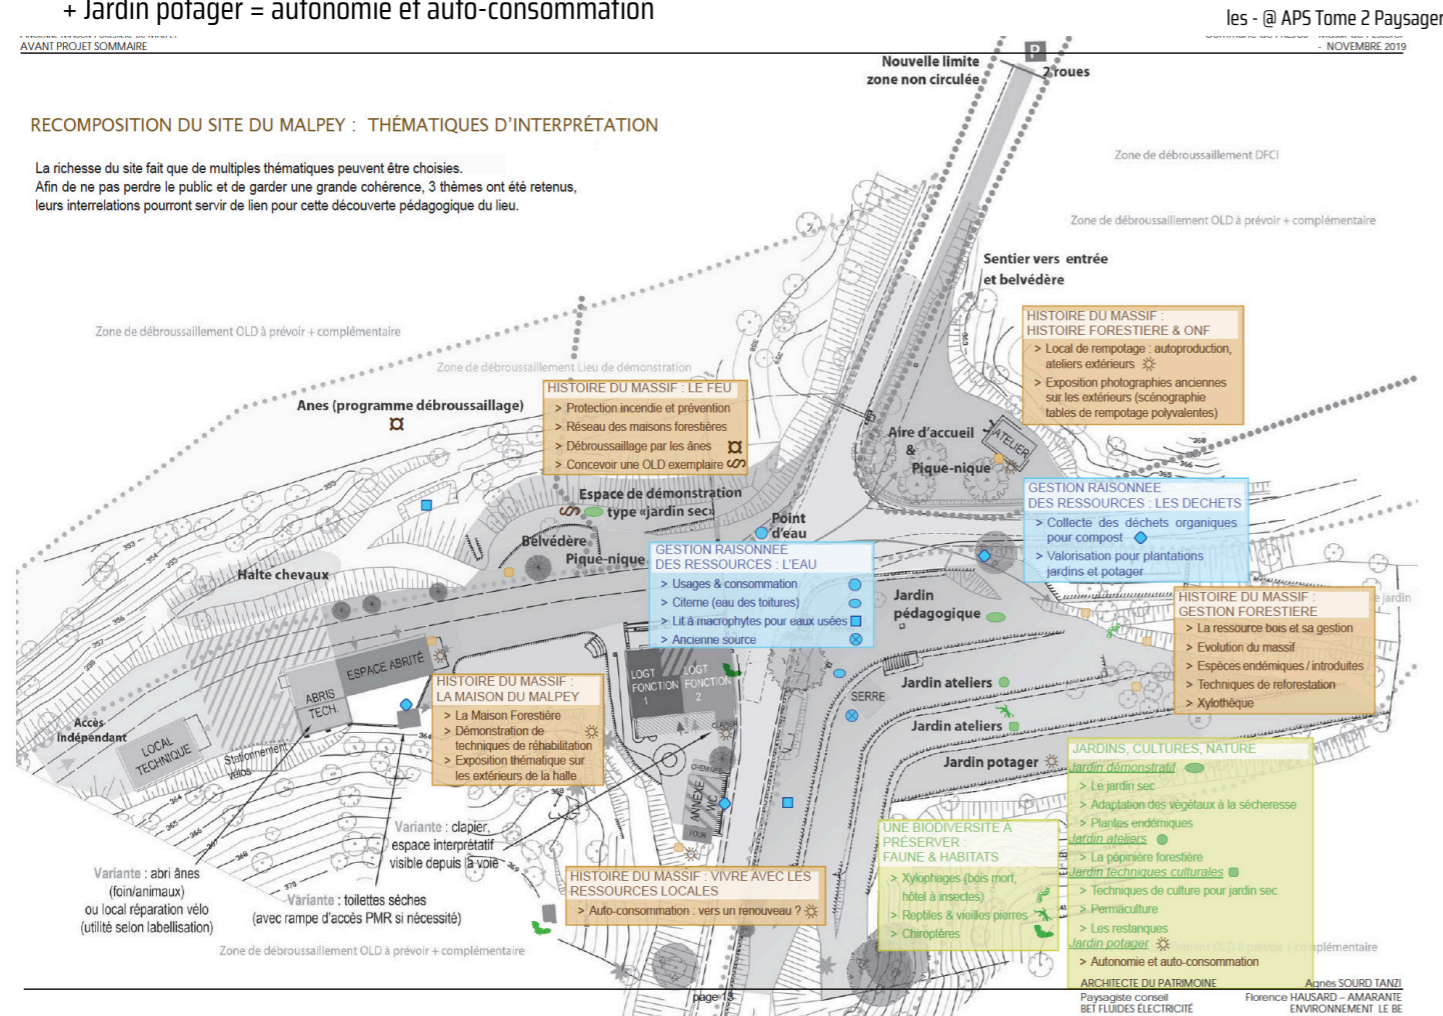 + Jardin potager = autonomie et auto-consommation
les - @ APS Tome 2 Paysager
AVANT PROJET SOMMAIRE
- NOVEMBRE 2019
P
2 roues
Nouvelle limite
zone non circulée
RECOMPOSITION DU SITE DU MALPEY : THÉMATIQUES D'INTERPRÉTATION
La richesse du site fait que de multiples thématiques peuvent être choisies.
Afin de ne pas perdre le public et de garder une grande cohérence, 3 thèmes ont été retenus,
leurs interrelations pourront servir de lien pour cette découverte pédagogique du lieu.
Zone de débroussaillement DFCI
Zone de débroussaillement OLD à prévoir + complémentaire
Sentier vers entrée
et belvédère
Zone de débroussaillement OLD à prévoir + complémentaire
Zone de débroussaillement Lieu de démonstration
HISTOIRE DU MASSIF :
HISTOIRE FORESTIERE & ONF
> Local de rempotage : autoproduction,
ateliers extérieurs
> Exposition photographies anciennes
sur les extérieurs (scénographie
tables de rempotage polyvalentes)
HISTOIRE DU MASSIF : LE FEU
> Protection incendie et prévention
> Réseau des maisons forestières
> Débroussaillage par les ânes
> Concevoir une OLD exemplaire
Anes (programme débroussaillage)
Aire d'accueil
&
Pique-nique
ATELIER
Espace de démonstration
type «jardin sec»
Belvédère
Pique-nique
Point
d'eau
GESTION RAISONNEE
DES RESSOURCES : LES DECHETS
> Collecte des déchets organiques
pour compost
> Valorisation pour plantations
jardins et potager
GESTION RAISONNEE
DES RESSOURCES : L'EAU
> Usages & consommation
> Citerne (eau des toitures)
> Lit à macrophytes pour eaux usées
> Ancienne source
Halte chevaux
Jardin
pédagogique
HISTOIRE DU MASSIF :
GESTION FORESTIERE
> La ressource bois et sa gestion
> Evolution du massif
> Espèces endémiques / introduites
> Techniques de reforestation
> Xylothèque
e jardin
ESPACE ABRITÉ
ABRIS
TECH.
LOCAL
TECHNIQUE
Accès
indépendant
Stationnement
vélos
HISTOIRE DU MASSIF :
LA MAISON DU MALPEY
> La Maison Forestière
> Démonstration de
techniques de réhabilitation
> Exposition thématique sur
les extérieurs de la halle
LOGT
FONCTION
1
LOGT
FONCTION
2
CLAPIER
CHEMINÉE
ANNEXE
WC
FOUR
SERRE
Jardin ateliers
Jardin ateliers
Jardin potager
JARDINS, CULTURES, NATURE
Jardin démonstratif
> Le jardin sec
> Adaptation des végétaux à la sécheresse
> Plantes endémiques
Jardin ateliers
> La pépinière forestière
Jardin techniques culturales
> Techniques de culture pour jardin sec
> Permaculture
> Les restanques
Jardin potager
> Autonomie et auto-consommation
UNE BIODIVERSITE A
PRÉSERVER :
FAUNE & HABITATS
> Xylophages (bois mort,
hôtel à insectes)
> Reptiles & vieilles pierres
> Chiroptères
Variante : clapier,
espace interprétatif
visible depuis la voie
Variante : abri ânes
(foin/animaux)
ou local réparation vélo
(utilité selon labellisation)
Variante : toilettes séches
(avec rampe d'accès PMR si nécessité)
HISTOIRE DU MASSIF : VIVRE AVEC LES
RESSOURCES LOCALES
> Auto-consommation : vers un renouveau ?
Zone de débroussaillement OLD à prévoir + complémentaire
page 13
ARCHITECTE DU PATRIMOINE
Agnès SOURD TANZI
Paysagiste conseil
Florence HAUSARD – AMARANTE
BET FLUIDES ÉLECTRICITÉ
ENVIRONNEMENT LE BE